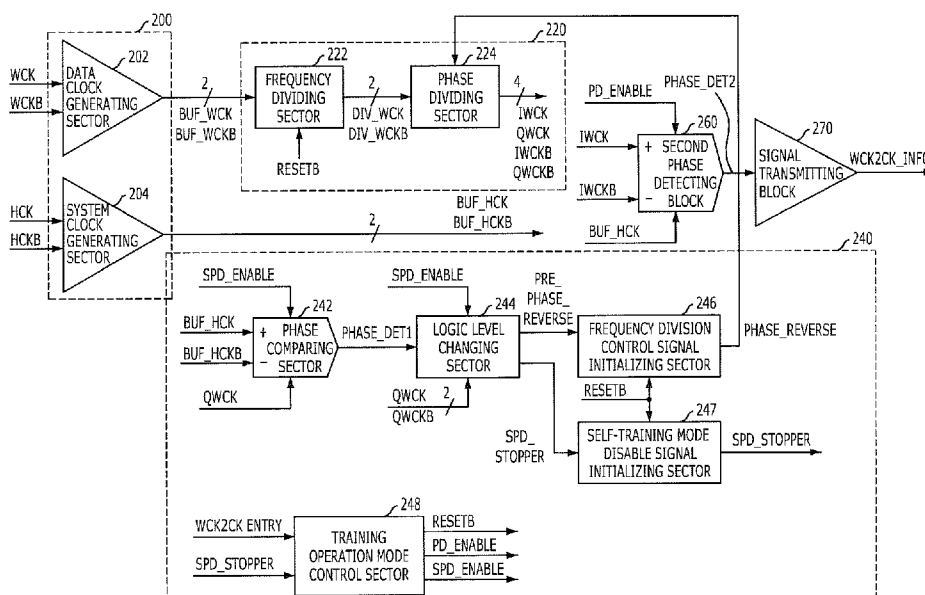 200
202
WCK
WCKB
DATA
CLOCK
GENERATING
SECTOR
2
BUF_WCK
BUF_WCKB
220
222
FREQUENCY
DIVIDING
SECTOR
RESETB
2
DIV_WCK
DIV_WCKB
224
PHASE
DIVIDING
SECTOR
4
IWCK
QWCK
IWCKB
QWCKB
PHASE_DET2
PD_ENABLE
260
IWCK
+ SECOND
PHASE
DETECTING
- BLOCK
IWCKB
BUF_HCK
270
SIGNAL
TRANSMITTING
BLOCK
WCK2CK_INFO
204
HCK
HCKB
SYSTEM
CLOCK
GENERATING
SECTOR
2
BUF_HCK
BUF_HCKB
240
SPD_ENABLE
242
BUF_HCK
BUF_HCKB
+ PHASE
- COMPARING
SECTOR
QWCK
PHASE_DET1
SPD_ENABLE
244
LOGIC LEVEL
CHANGING
SECTOR
QWCK
QWCKB
2
PRE_
PHASE_
REVERSE
246
FREQUENCY DIVISION
CONTROL SIGNAL
INITIALIZING SECTOR
PHASE_REVERSE
RESETB
247
SPD_
STOPPER
SELF-TRAINING MODE
DISABLE SIGNAL
INITIALIZING SECTOR
SPD_STOPPER
248
WCK2CK ENTRY
SPD_STOPPER
TRAINING
OPERATION MODE
CONTROL SECTOR
RESETB
PD_ENABLE
SPD_ENABLE